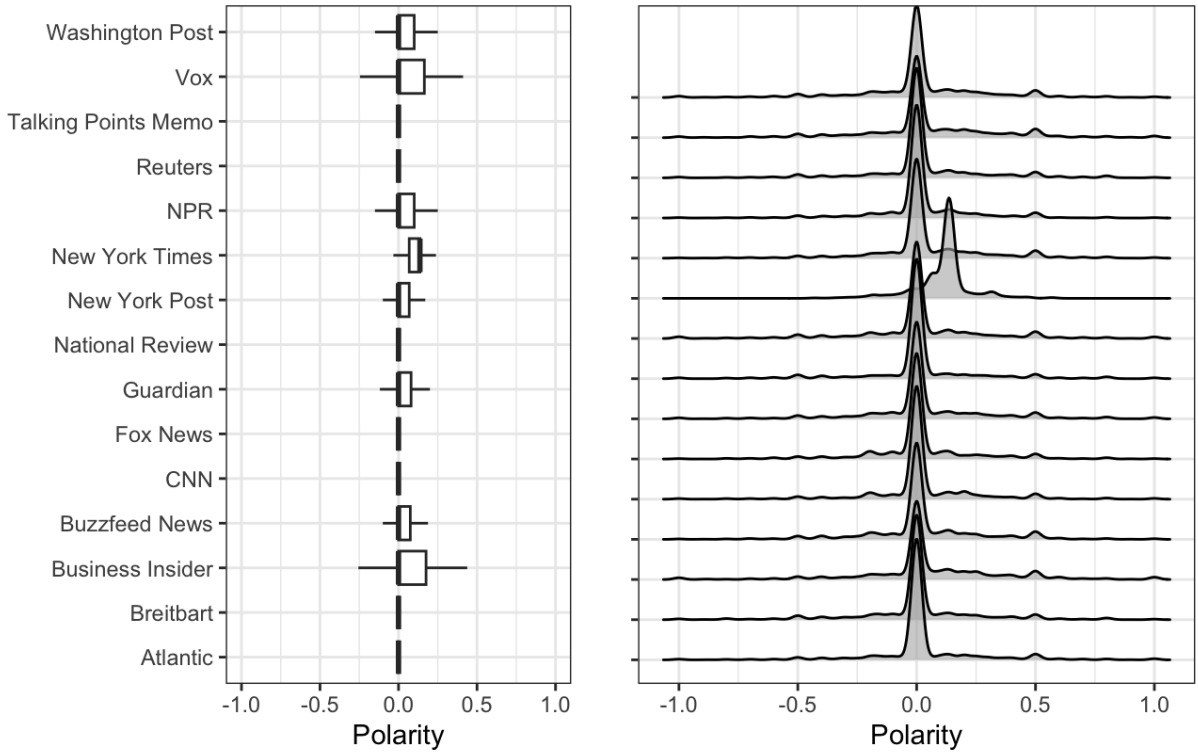 Washington Post
Vox
Talking Points Memo
Reuters
NPR
New York Times
New York Post
National Review
Guardian
Fox News
CNN
Buzzfeed News
Business Insider
Breitbart
Atlantic
-1.0 -0.5 0.0 0.5 1.0
Polarity
-1.0 -0.5 0.0 0.5 1.0
Polarity